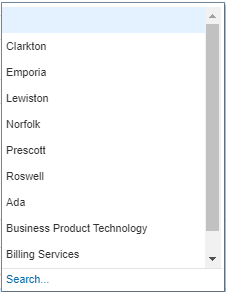 Clarkton
Emporia
Lewiston
Norfolk
Prescott
Roswell
Ada
Business Product Technology
Billing Services
Search...